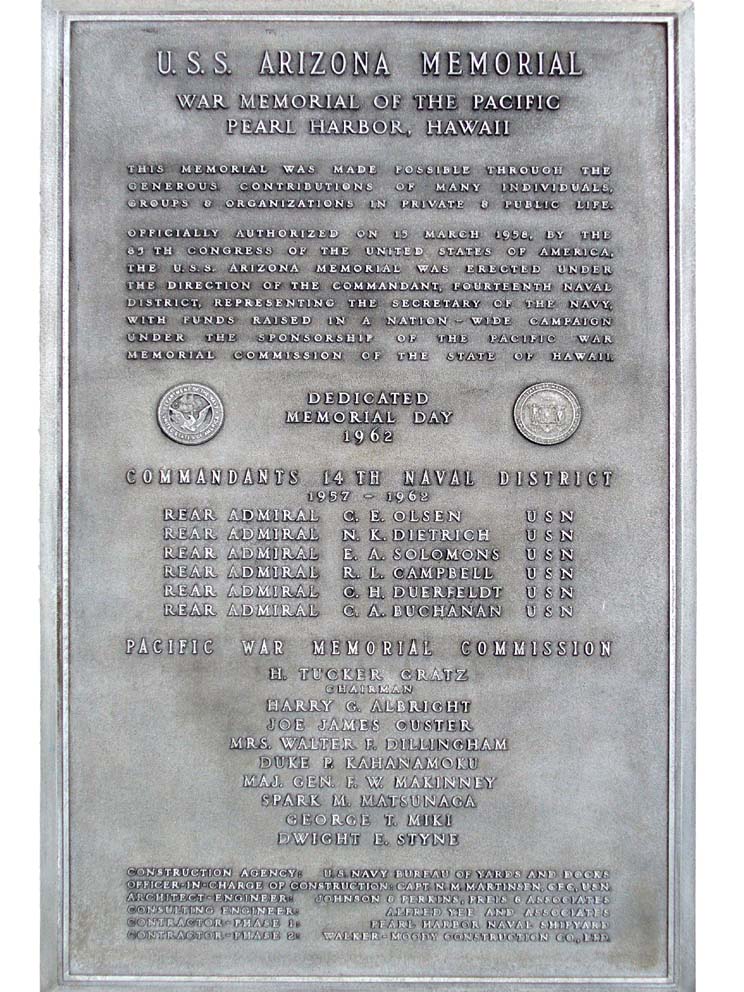 U.S.S. ARIZONA MEMORIAL
WAR MEMORIAL OF THE PACIFIC
PEARL HARBOR, HAWAII
THIS MEMORIAL WAS MADE POSSIBLE THROUGH THE
GENEROUS CONTRIBUTIONS OF MANY INDIVIDUALS,
GROUPS & ORGANIZATIONS IN PRIVATE & PUBLIC LIFE.
OFFICIALLY AUTHORIZED ON 15 MARCH 1958, BY THE
85 TH CONGRESS OF THE UNITED STATES OF AMERICA,
THE U.S.S. ARIZONA MEMORIAL WAS ERECTED UNDER
THE DIRECTION OF THE COMMANDANT, FOURTEENTH NAVAL
DISTRICT, REPRESENTING THE SECRETARY OF THE NAVY,
WITH FUNDS RAISED IN A NATION-WIDE CAMPAIGN
UNDER THE SPONSORSHIP OF THE PACIFIC WAR
MEMORIAL COMMISSION OF THE STATE OF HAWAII.
DEDICATED
MEMORIAL DAY
1962
COMMANDANTS 14 TH NAVAL DISTRICT
1957 - 1962
REAR ADMIRAL C. E. OLSEN USN
REAR ADMIRAL N. K. DIETRICH USN
REAR ADMIRAL E. A. SOLOMONS USN
REAR ADMIRAL R. L. CAMPBELL USN
REAR ADMIRAL C. H. DUERFELDT USN
REAR ADMIRAL C. A. BUCHANAN USN
PACIFIC WAR MEMORIAL COMMISSION
H. TUCKER GRATZ
CHAIRMAN
HARRY G. ALBRIGHT
JOE JAMES CUSTER
MRS. WALTER F. DILLINGHAM
DUKE P. KAHANAMOKU
MAJ. GEN. F. W. MAKINNEY
SPARK M. MATSUNAGA
GEORGE T. MIKI
DWIGHT E. STYNE
CONSTRUCTION AGENCY: U.S. NAVY BUREAU OF YARDS AND DOCKS
OFFICER-IN-CHARGE OF CONSTRUCTION: CAPT. N. M. MARTINSEN, CEC, USN
ARCHITECT-ENGINEER: JOHNSON & PERKINS, PREIS & ASSOCIATES
CONSULTING ENGINEER: ALFRED YEE AND ASSOCIATES
CONTRACTOR-PHASE 1: PEARL HARBOR NAVAL SHIPYARD
CONTRACTOR-PHASE 2: WALKER-MOODY CONSTRUCTION CO., LTD.